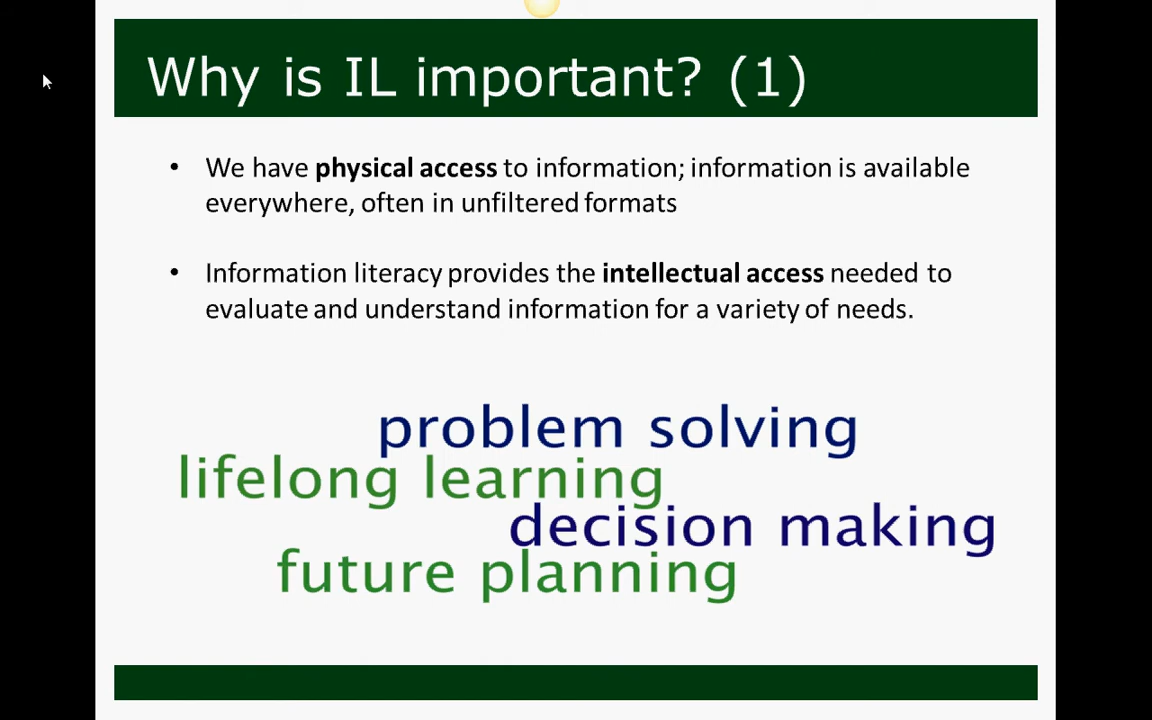 Why is IL important? (1)
• We have physical access to information; information is available
everywhere, often in unfiltered formats
• Information literacy provides the intellectual access needed to
evaluate and understand information for a variety of needs.
problem solving
lifelong learning
decision making
future planning